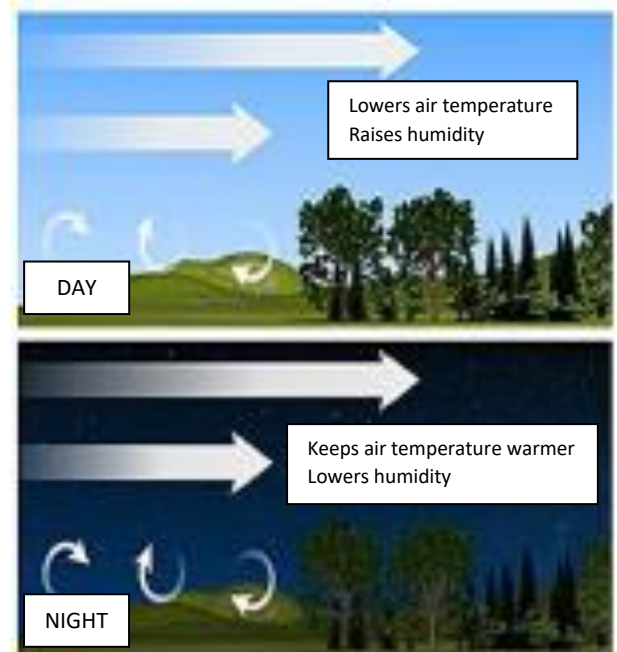 Lowers air temperature
Raises humidity
DAY
Keeps air temperature warmer
Lowers humidity
NIGHT